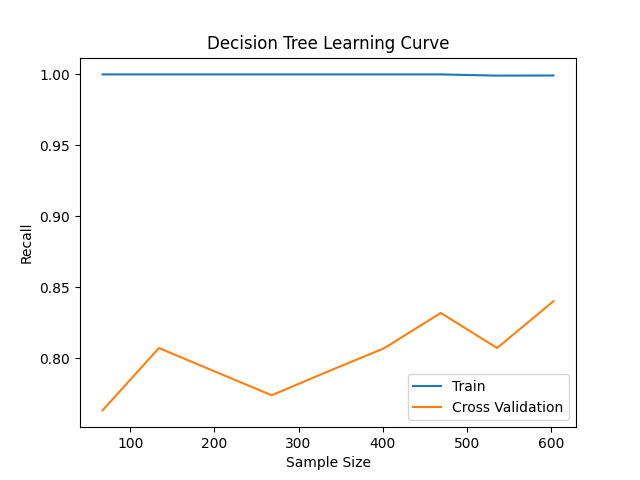 Decision Tree Learning Curve
1.00
0.95
0.90
0.85
0.80
Recall
Train
Cross Validation
100 200 300 400 500 600
Sample Size